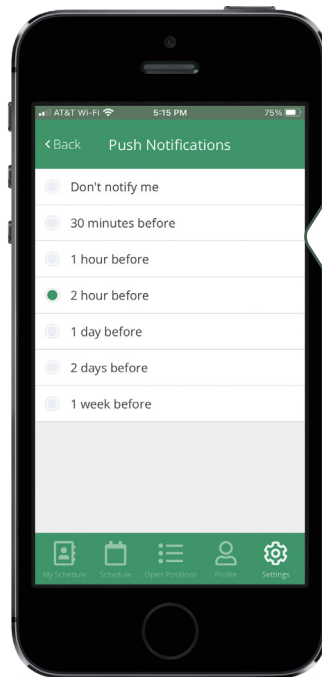 AT&T Wi-Fi 5:15 PM 75%
Back Push Notifications
Don't notify me
30 minutes before
1 hour before
2 hour before
1 day before
2 days before
1 week before
My Schedule Schedule Open Positions Profile Settings